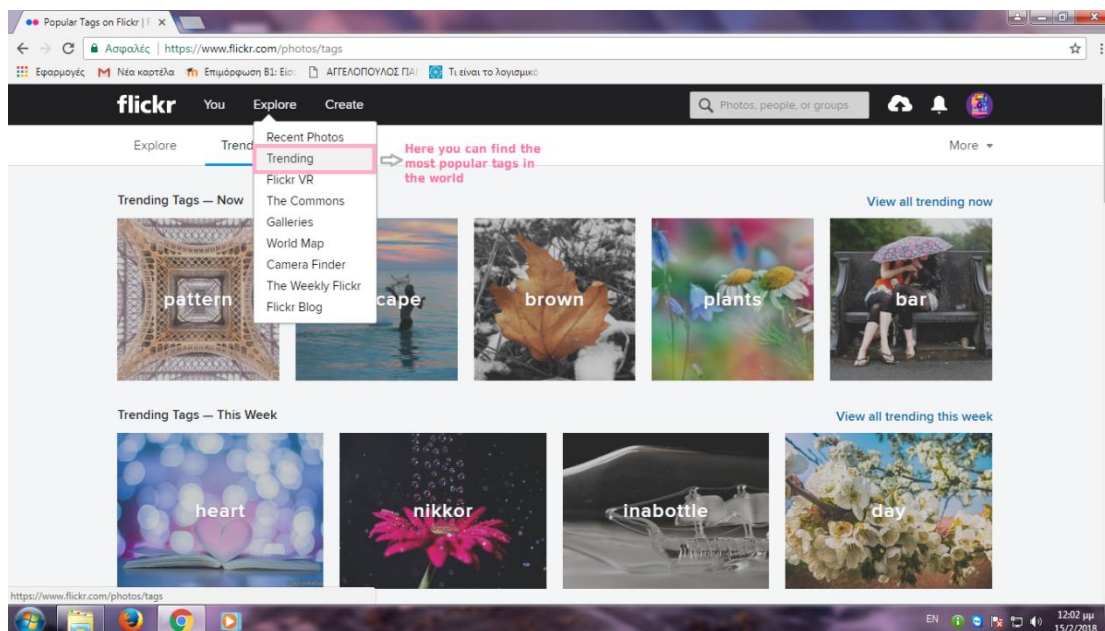 Popular Tags on Flickr | F
Ασφαλές | https://www.flickr.com/photos/tags
Εφαρμογές Νέα καρτέλα Επιμόρφωση Β1: Είσ ΑΓΓΕΛΟΠΟΥΛΟΣ ΠΑ Τι είναι το λογισμικό
flickr You Explore Create Photos, people, or groups
Explore Trend More
Recent Photos
Trending
Flickr VR
The Commons
Galleries
World Map
Camera Finder
The Weekly Flickr
Flickr Blog
Here you can find the
most popular tags in
the world
Trending Tags — Now View all trending now
pattern cape brown plants bar
Trending Tags — This Week View all trending this week
heart nikkor inabottle day
https://www.flickr.com/photos/tags
EN 12:02 μμ
15/2/2018